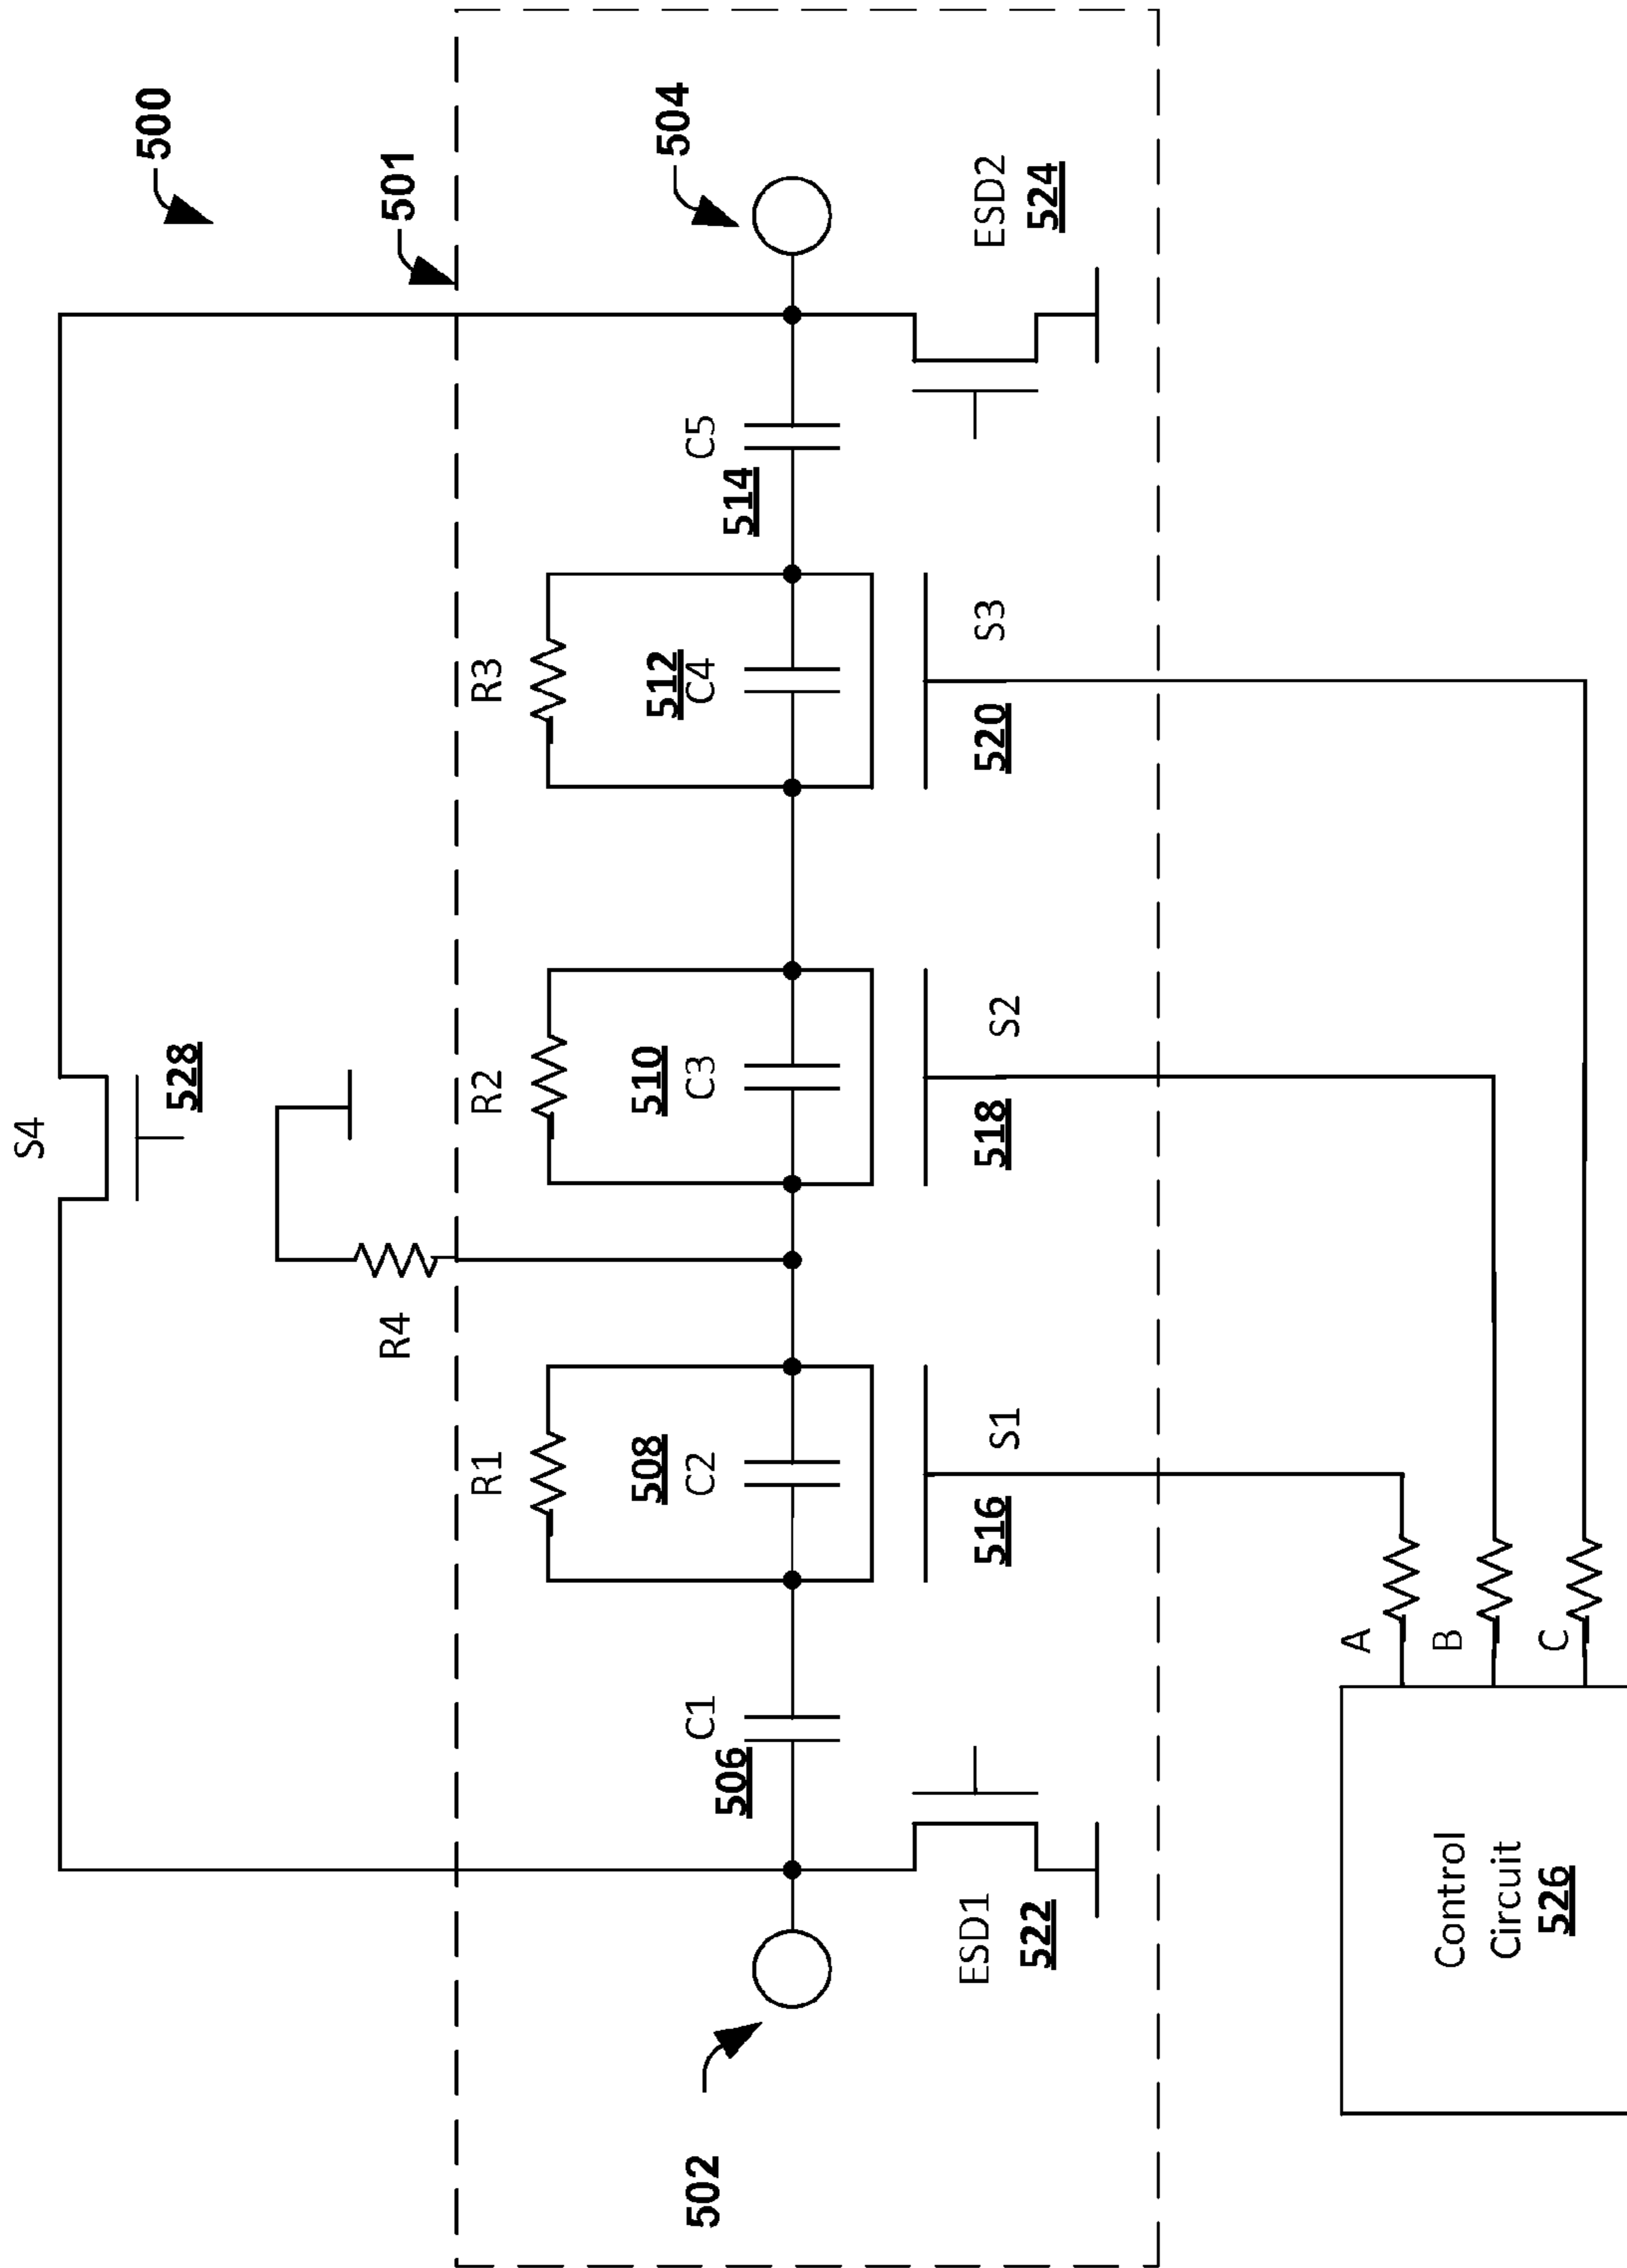 500
501
S4
528
R4
R1
R2
R3
508
C2
510
C3
512
C4
502
504
C1
506
C5
514
ESD1
522
516
S1
518
S2
520
S3
ESD2
524
Control
Circuit
526
A
B
C